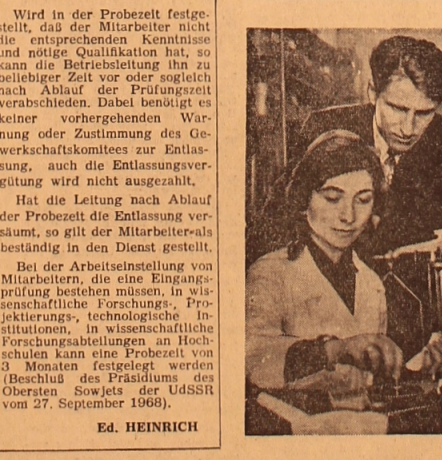 Wird in der Probezeit festge-
stellt, daß der Mitarbeiter nicht
die entsprechenden Kenntnisse
und nötige Qualifikation hat, so
kann die Betriebsleitung ihn zu
beliebiger Zeit vor oder sogleich
nach Ablauf der Prüfungszeit
verabschieden. Dabei benötigt es
keiner vorhergehenden War-
nung oder Zustimmung des Ge-
werkschaftskomitees zur Entlas-
sung, auch die Entlassungsver-
gütung wird nicht ausgezahlt.
Hat die Leitung nach Ablauf
der Probezeit die Entlassung ver-
säumt, so gilt der Mitarbeiter als
beständig in den Dienst gestellt.
Bei der Arbeitseinstellung von
Mitarbeitern, die eine Eingangs-
prüfung bestehen müssen, in wis-
senschaftliche Forschungs-, Pro-
jektierungs-, technologische In-
stitutionen, in wissenschaftliche
Forschungsabteilungen an Hoch-
schulen kann eine Probezeit von
3 Monaten festgelegt werden
(Beschluß des Präsidiums des
Obersten Sowjets der UdSSR
vom 27. September 1968).
Ed. HEINRICH